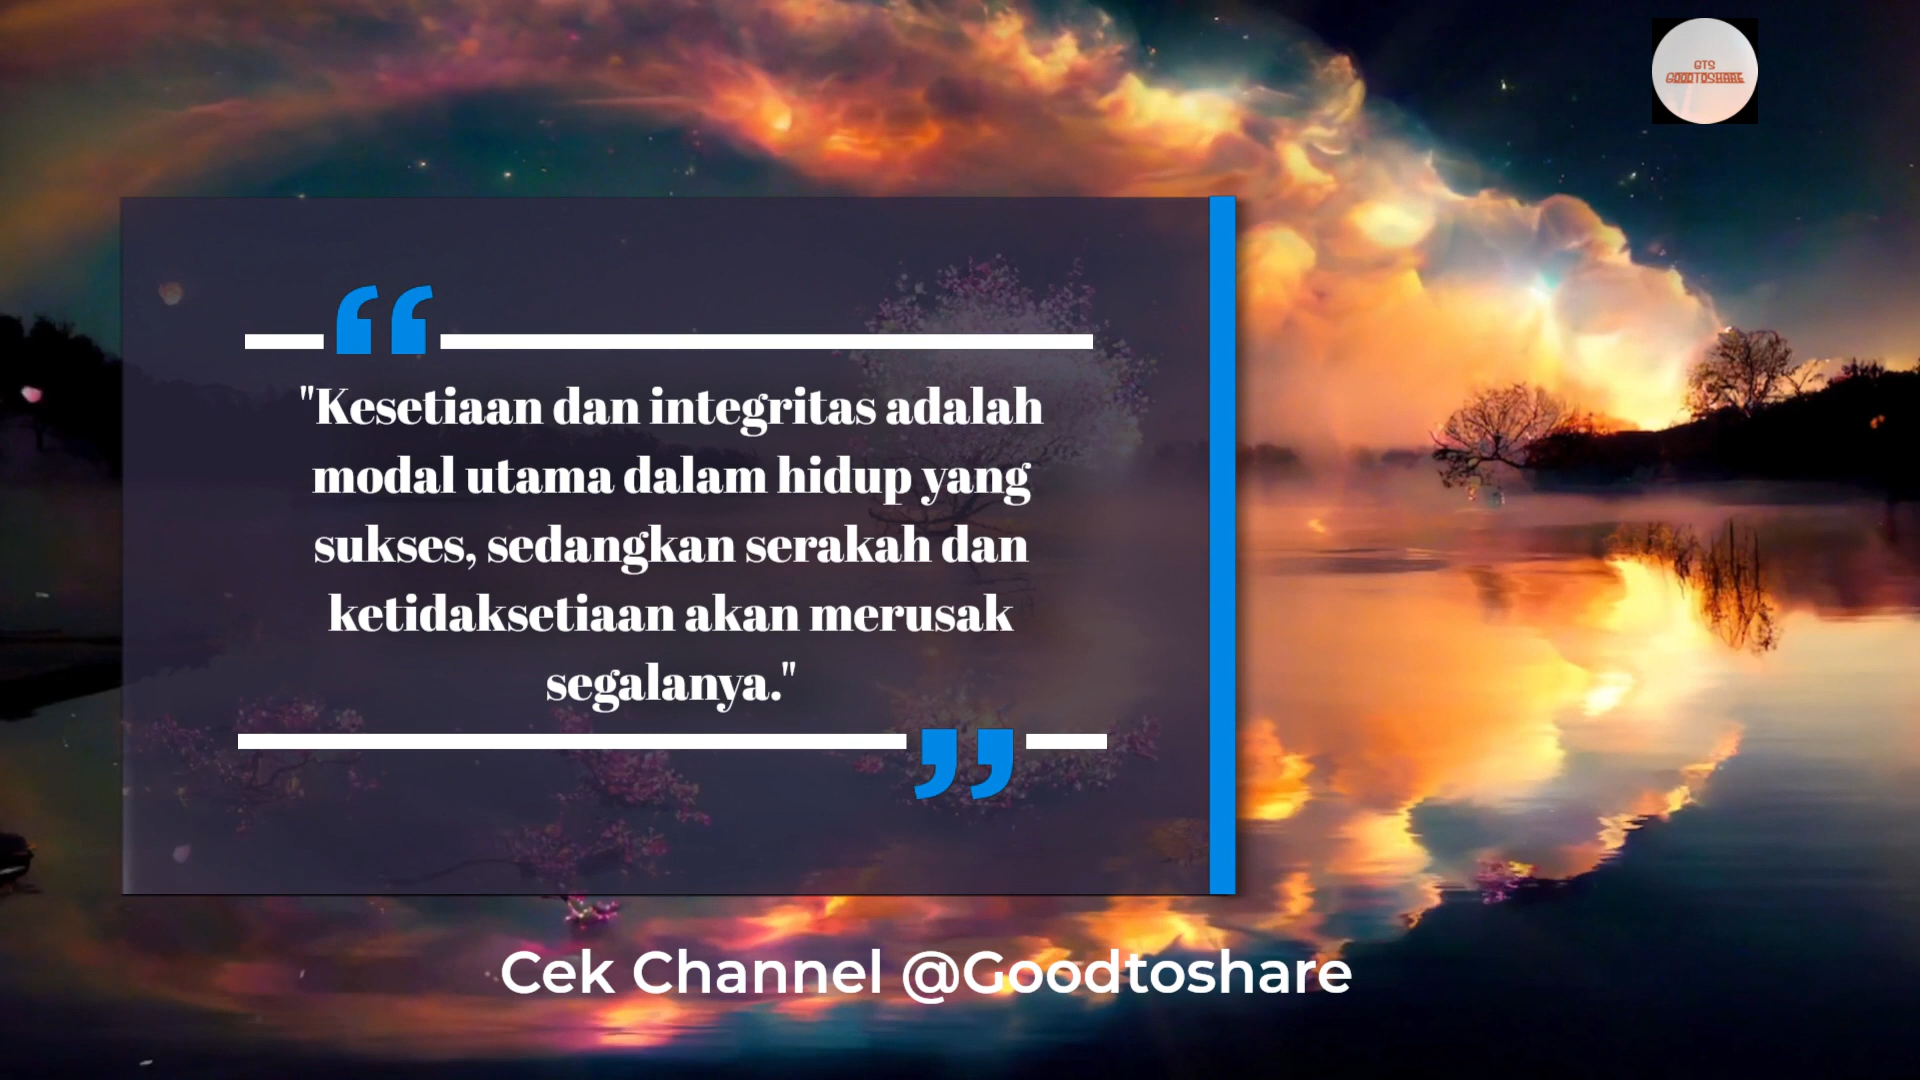 GTS
GOODTOSHARE
"Kesetiaan dan integritas adalah
modal utama dalam hidup yang
sukses, sedangkan serakah dan
ketidaksetiaan akan merusak
segalanya."
Cek Channel @Goodtoshare